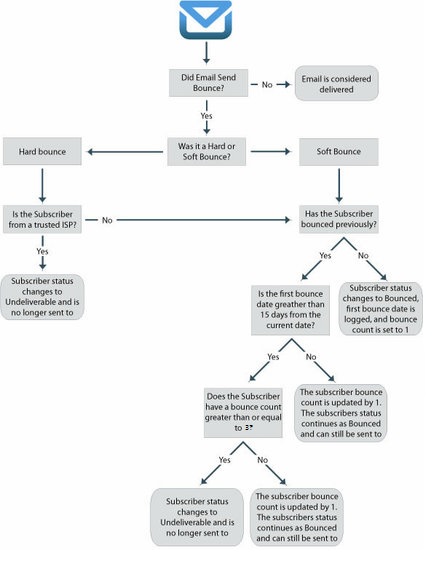 Did Email Send
Bounce?
No
Email is considered
delivered
Yes
Hard bounce
Was it a Hard or
Soft Bounce?
Soft Bounce
Is the Subscriber
from a trusted ISP?
No
Has the Subscriber
bounced previously?
Yes
Yes
No
Subscriber status
changes to
Undeliverable and is
no longer sent to
Is the first bounce
date greather than
15 days from the
current date?
Subscriber status
changes to Bounced,
first bounce date is
logged, and bounce
count is set to 1
Yes
No
Does the Subscriber
have a bounce count
greater than or equal
to 3?
The subscriber bounce
count is updated by 1.
The subscribers status
continues as Bounced
and can still be sent to
Yes
No
Subscriber status
changes to
Undeliverable and is
no longer sent to
The subscriber bounce
count is updated by 1.
The subscribers status
continues as Bounced
and can still be sent to